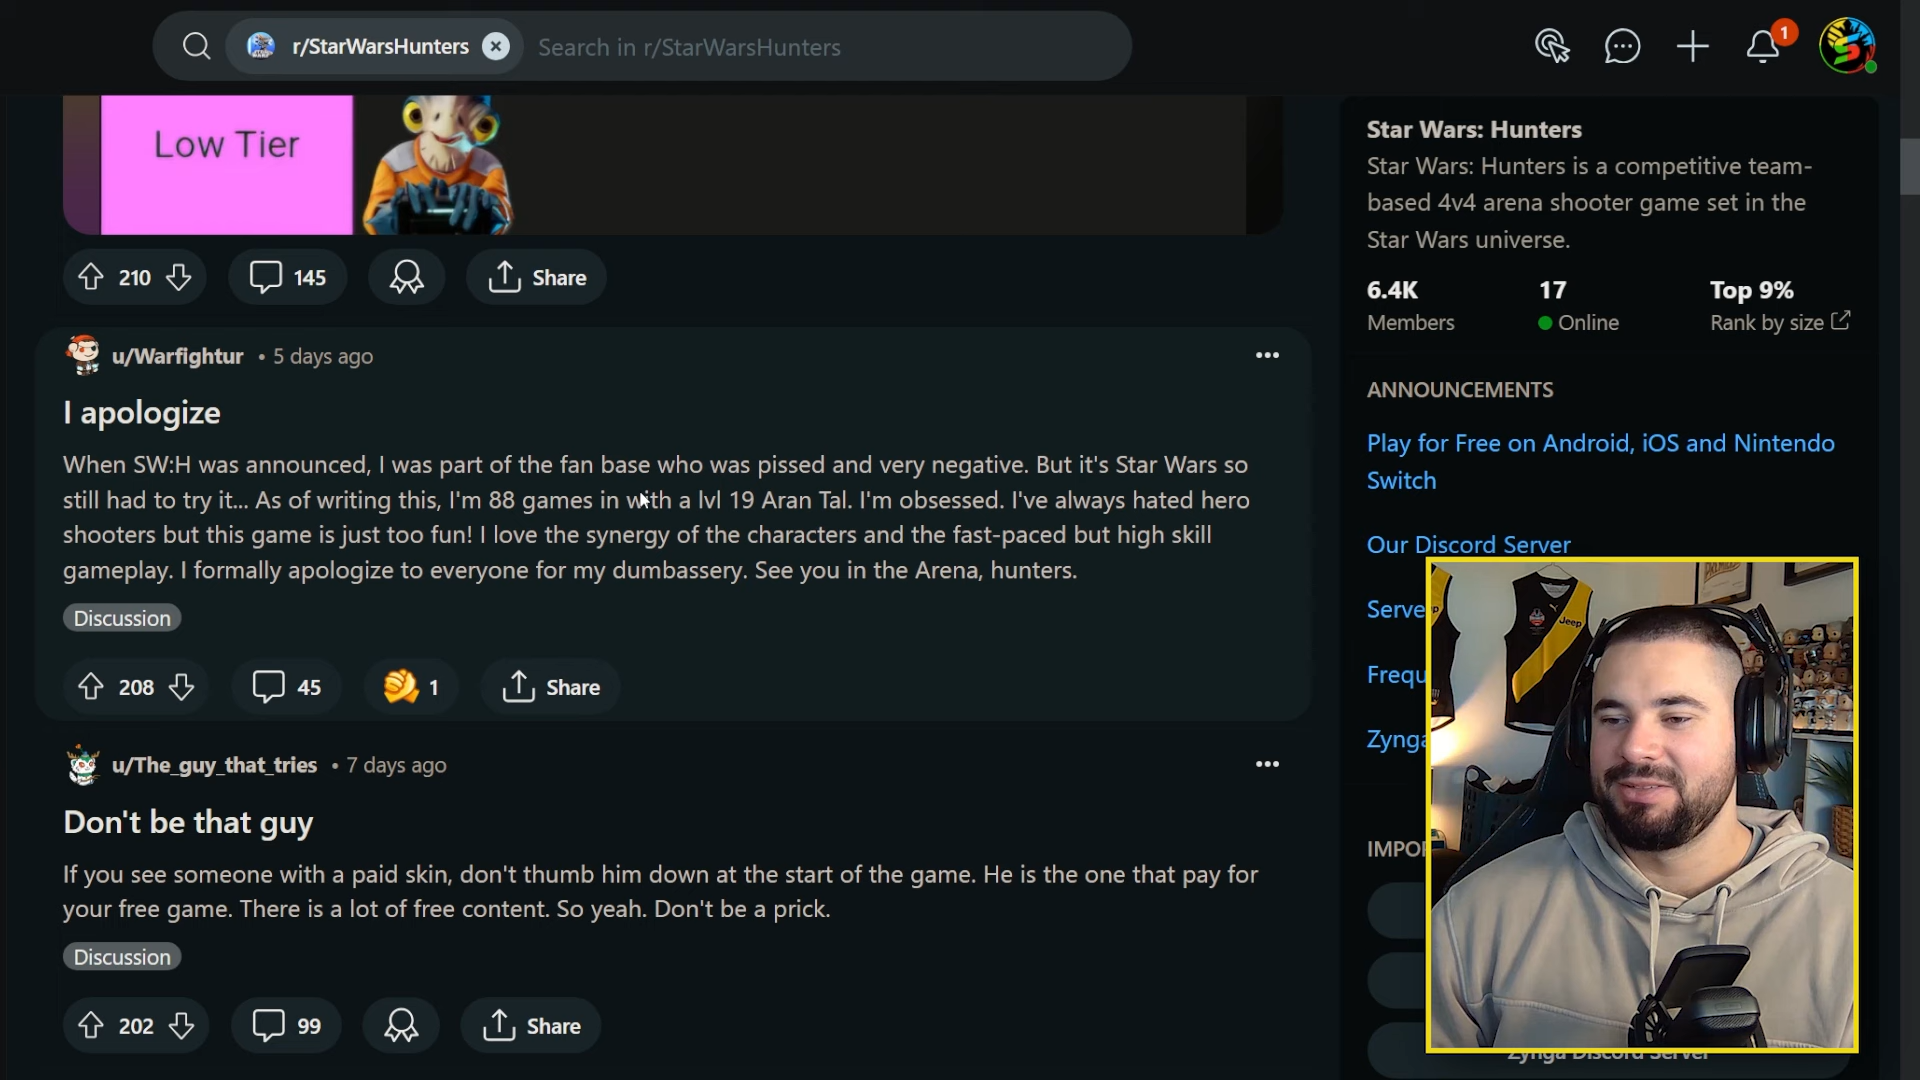 r/StarWarsHunters
Search in r/StarWarsHunters
1
Low Tier
210
145
Share
u/Warfightur • 5 days ago
I apologize
When SW:H was announced, I was part of the fan base who was pissed and very negative. But it's Star Wars so
still had to try it... As of writing this, I'm 88 games in with a lvl 19 Aran Tal. I'm obsessed. I've always hated hero
shooters but this game is just too fun! I love the synergy of the characters and the fast-paced but high skill
gameplay. I formally apologize to everyone for my dumbassery. See you in the Arena, hunters.
Discussion
208
45
1
Share
u/The_guy_that_tries • 7 days ago
Don't be that guy
If you see someone with a paid skin, don't thumb him down at the start of the game. He is the one that pay for
your free game. There is a lot of free content. So yeah. Don't be a prick.
Discussion
202
99
Share
Star Wars: Hunters
Star Wars: Hunters is a competitive team-
based 4v4 arena shooter game set in the
Star Wars universe.
6.4K 17 Top 9%
Members Online Rank by size
ANNOUNCEMENTS
Play for Free on Android, iOS and Nintendo
Switch
Our Discord Server
Serve
Frequ
Zynga
IMPO
Jeep
Zynga Discord Server